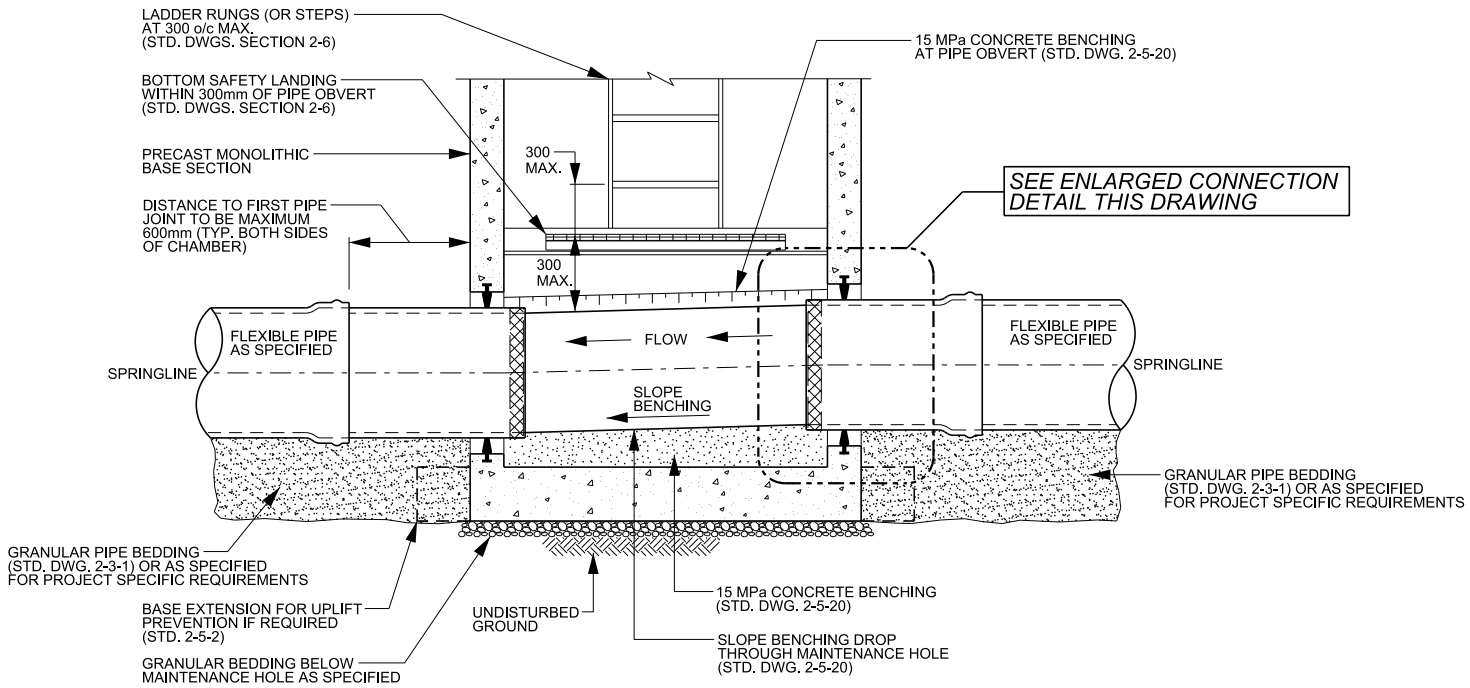 LADDER RUNGS (OR STEPS)
AT 300 o/c MAX.
(STD. DWGS. SECTION 2-6)
15 MPa CONCRETE BENCHING
AT PIPE OBVERT (STD. DWG. 2-5-20)
BOTTOM SAFETY LANDING
WITHIN 300mm OF PIPE OBVERT
(STD. DWGS. SECTION 2-6)
PRECAST MONOLITHIC
BASE SECTION
300
MAX.
SEE ENLARGED CONNECTION
DETAIL THIS DRAWING
DISTANCE TO FIRST PIPE
JOINT TO BE MAXIMUM
600mm (TYP. BOTH SIDES
OF CHAMBER)
300
MAX.
FLEXIBLE PIPE
AS SPECIFIED
FLOW
FLEXIBLE PIPE
AS SPECIFIED
SPRINGLINE
SPRINGLINE
SLOPE
BENCHING
GRANULAR PIPE BEDDING
(STD. DWG. 2-3-1) OR AS SPECIFIED
FOR PROJECT SPECIFIC REQUIREMENTS
GRANULAR PIPE BEDDING
(STD. DWG. 2-3-1) OR AS SPECIFIED
FOR PROJECT SPECIFIC REQUIREMENTS
BASE EXTENSION FOR UPLIFT
PREVENTION IF REQUIRED
(STD. 2-5-2)
UNDISTURBED
GROUND
15 MPa CONCRETE BENCHING
(STD. DWG. 2-5-20)
SLOPE BENCHING DROP
THROUGH MAINTENANCE HOLE
(STD. DWG. 2-5-20)
GRANULAR BEDDING BELOW
MAINTENANCE HOLE AS SPECIFIED